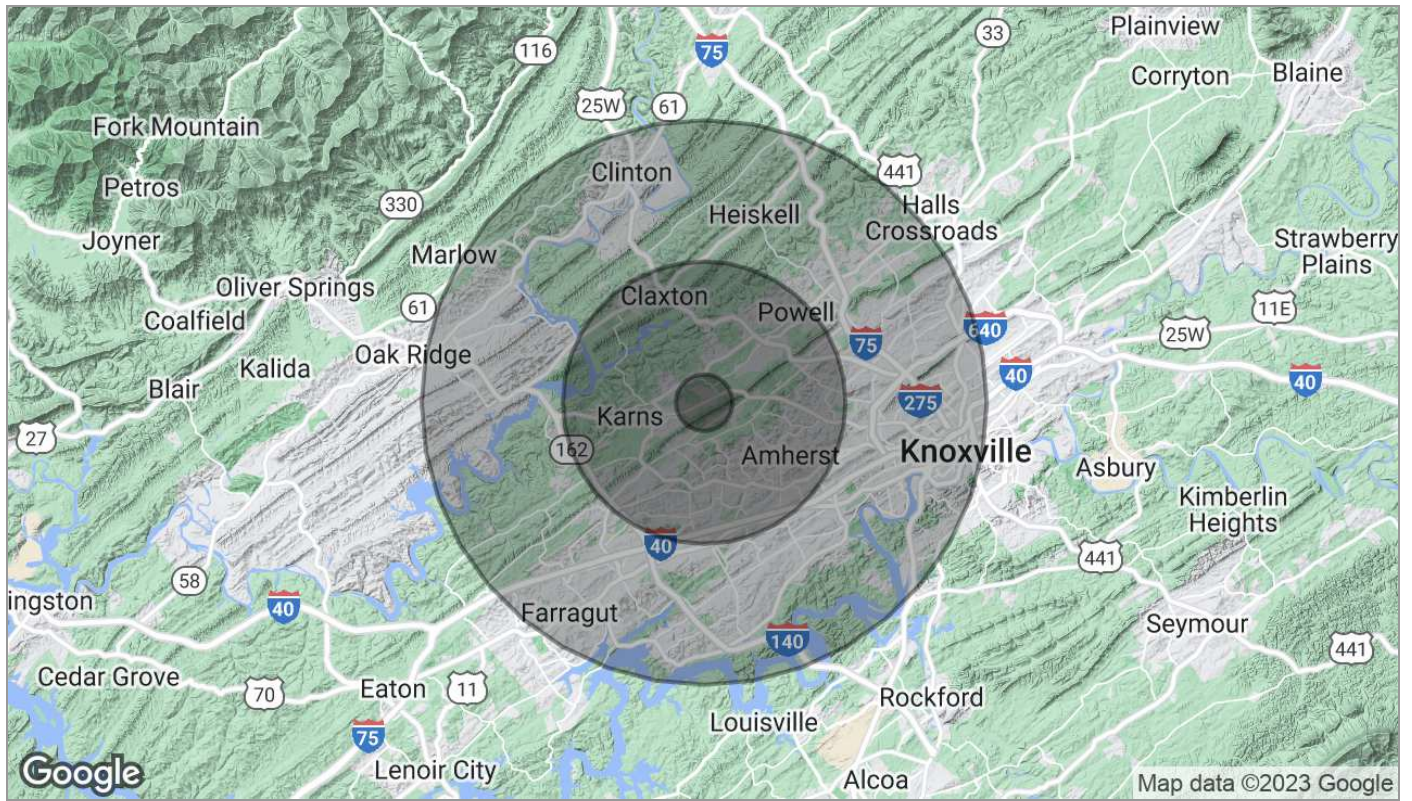 Plainview
33
116
75
Corryton
Blaine
25W
61
Fork Mountain
Clinton
441
Petros
330
Heiskell
Halls
Crossroads
Joyner
Marlow
Strawberry
Plains
Oliver Springs
Claxton
61
Powell
11E
Coalfield
640
25W
Oak Ridge
75
Kalida
40
40
Blair
275
Karns
27
162
Amherst
Knoxville
Asbury
Kimberlin
Heights
40
441
58
ingston
40
Farragut
Seymour
140
441
Cedar Grove
70
Eaton
11
Rockford
Louisville
75
Lenoir City
Google
Alcoa
Map data ©2023 Google